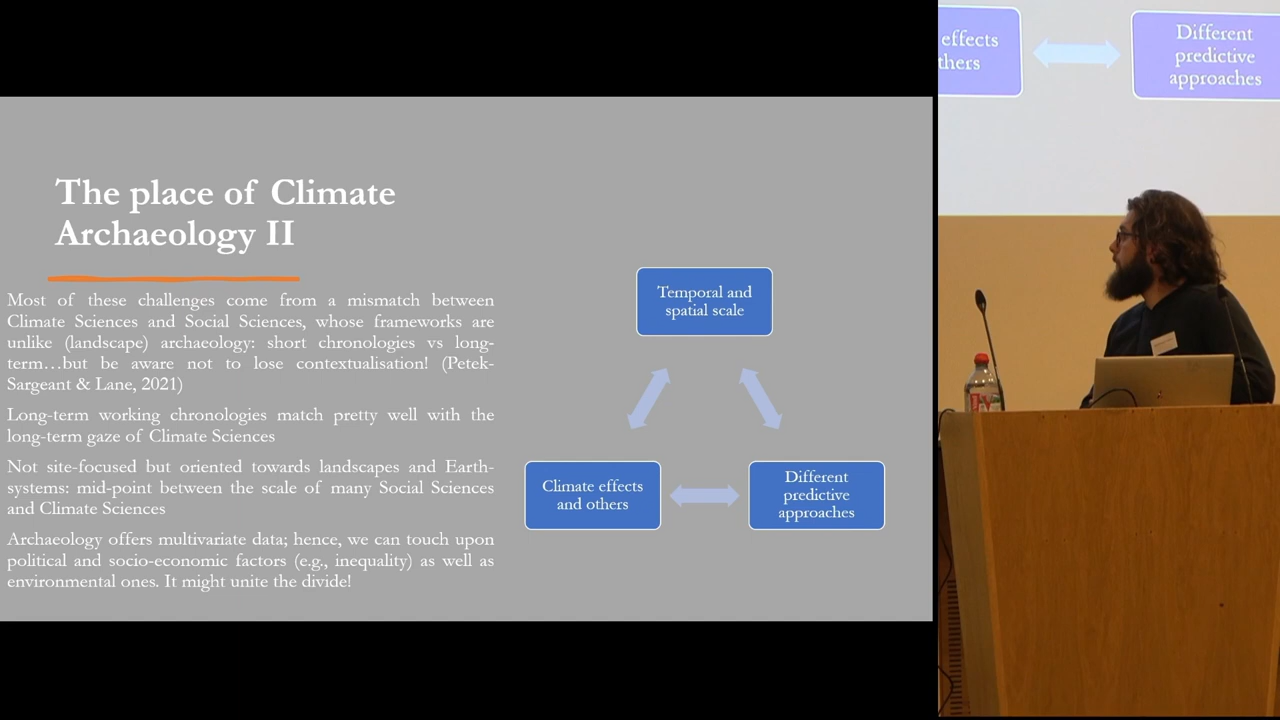 The place of Climate
Archaeology II
Most of these challenges come from a mismatch between
Climate Sciences and Social Sciences, whose frameworks are
unlike (landscape) archaeology: short chronologies vs long-
term…but be aware not to lose contextualisation! (Petek-
Sargeant & Lane, 2021)
Long-term working chronologies match pretty well with the
long-term gaze of Climate Sciences
Not site-focused but oriented towards landscapes and Earth-
systems: mid-point between the scale of many Social Sciences
and Climate Sciences
Archaeology offers multivariate data; hence, we can touch upon
political and socio-economic factors (e.g., inequality) as well as
environmental ones. It might unite the divide!
Temporal and
spatial scale
Climate effects
and others
Different
predictive
approaches
effects
thers
Different
predictive
approaches